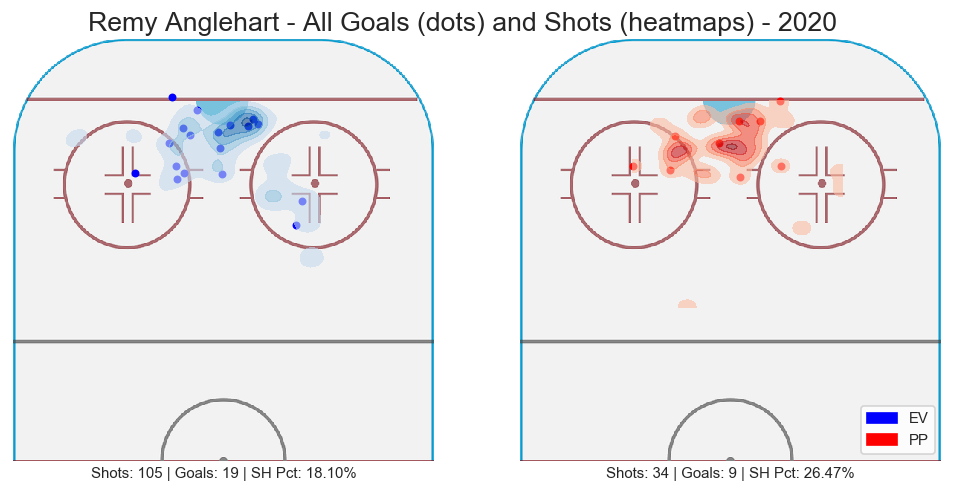 Remy Anglehart - All Goals (dots) and Shots (heatmaps) - 2020
EV
PP
Shots: 105 | Goals: 19 | SH Pct: 18.10%
Shots: 34 | Goals: 9 | SH Pct: 26.47%